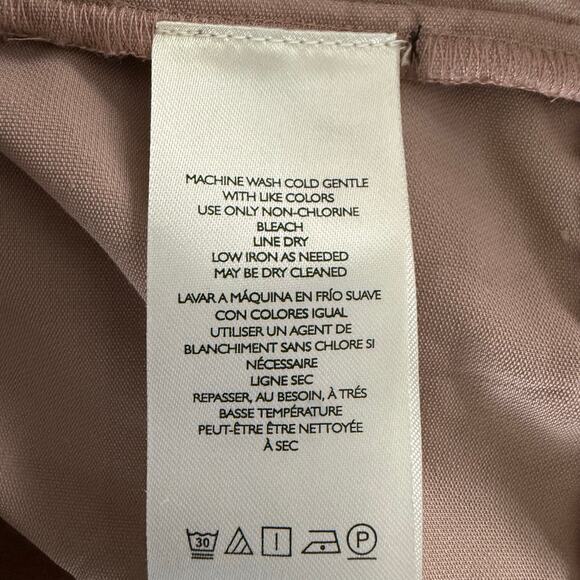 MACHINE WASH COLD GENTLE
WITH LIKE COLORS
USE ONLY NON-CHLORINE
BLEACH
LINE DRY
LOW IRON AS NEEDED
MAY BE DRY CLEANED
LAVAR A MÁQUINA EN FRÍO SUAVE
CON COLORES IGUAL
UTILISER UN AGENT DE
BLANCHIMENT SANS CHLORE SI
NÉCESSAIRE
LIGNE SEC
REPASSER, AU BESOIN, À TRÉS
BASSE TEMPÉRATURE
PEUT-ÊTRE ÊTRE NETTOYÉE
À SEC
30 P